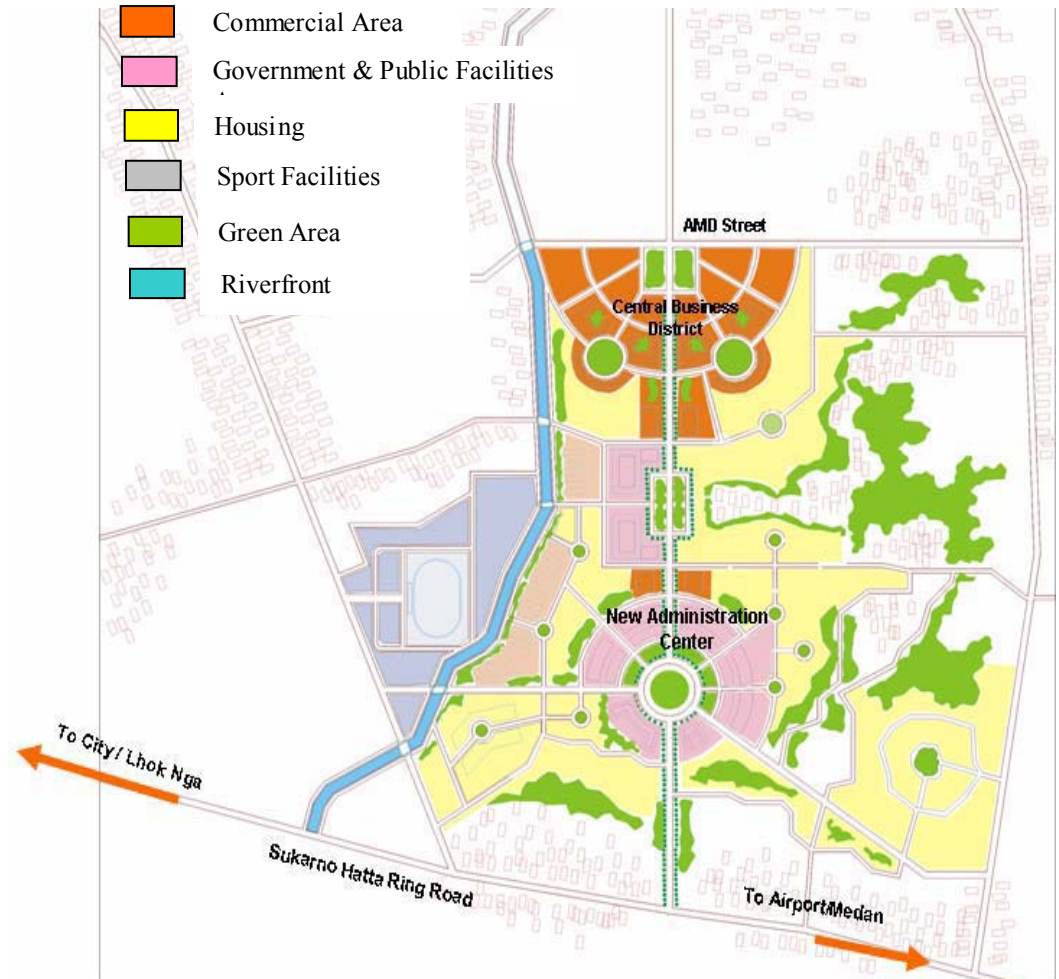 Commercial Area
Government & Public Facilities
Housing
Sport Facilities
Green Area
Riverfront
AMD Street
Central Business
District
New Administration
Center
To City / Lhok Nga
Sukarno Hatta Ring Road
To Airport/Medan